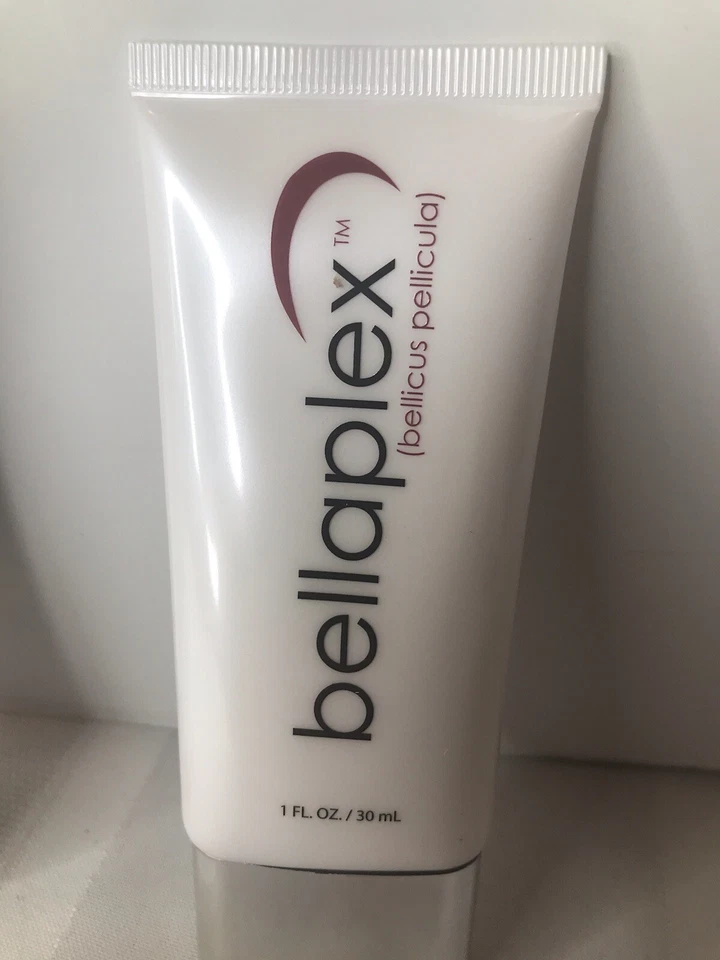 bellaplex™
(bellicus pellicula)
1 FL. OZ. / 30 mL